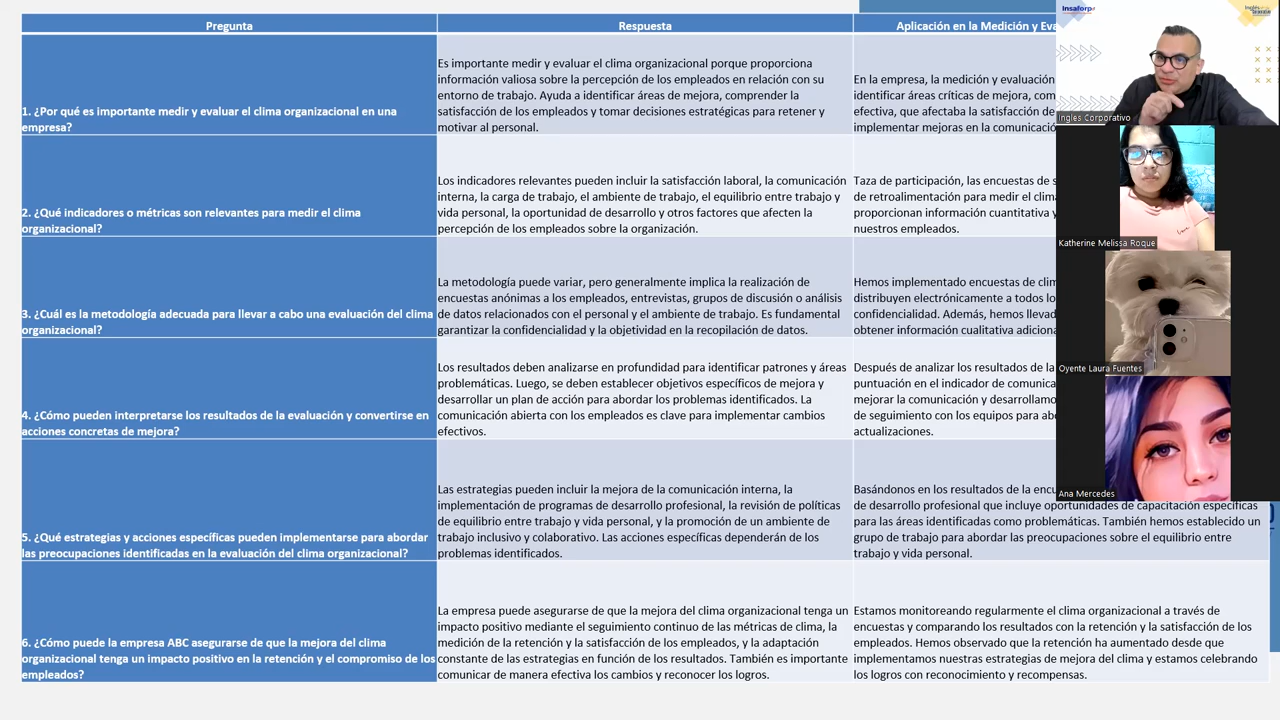 Pregunta
Respuesta
Aplicación en la Medición y Eva
1. ¿Por qué es importante medir y evaluar el clima organizacional en una
empresa?
Es importante medir y evaluar el clima organizacional porque proporciona
información valiosa sobre la percepción de los empleados en relación con su
entorno de trabajo. Ayuda a identificar áreas de mejora, comprender la
satisfacción de los empleados y tomar decisiones estratégicas para retener y
motivar al personal.
En la empresa, la medición y evaluación
identificar áreas críticas de mejora, com
efectiva, que afectaba la satisfacción de
implementar mejoras en la comunicació
2. ¿Qué indicadores o métricas son relevantes para medir el clima
organizacional?
Los indicadores relevantes pueden incluir la satisfacción laboral, la comunicación
interna, la carga de trabajo, el ambiente de trabajo, el equilibrio entre trabajo y
vida personal, la oportunidad de desarrollo y otros factores que afecten la
percepción de los empleados sobre la organización.
Taza de participación, las encuestas de s
de retroalimentación para medir el clima
proporcionan información cuantitativa y
nuestros empleados.
3. ¿Cuál es la metodología adecuada para llevar a cabo una evaluación del clima
organizacional?
La metodología puede variar, pero generalmente implica la realización de
encuestas anónimas a los empleados, entrevistas, grupos de discusión o análisis
de datos relacionados con el personal y el ambiente de trabajo. Es fundamental
garantizar la confidencialidad y la objetividad en la recopilación de datos.
Hemos implementado encuestas de clim
distribuyen electrónicamente a todos lo
confidencialidad. Además, hemos llevad
obtener información cualitativa adiciona
4. ¿Cómo pueden interpretarse los resultados de la evaluación y convertirse en
acciones concretas de mejora?
Los resultados deben analizarse en profundidad para identificar patrones y áreas
problemáticas. Luego, se deben establecer objetivos específicos de mejora y
desarrollar un plan de acción para abordar los problemas identificados. La
comunicación abierta con los empleados es clave para implementar cambios
efectivos.
Después de analizar los resultados de la
puntuación en el indicador de comunica
mejorar la comunicación y desarrollamo
de seguimiento con los equipos para abo
actualizaciones.
5. ¿Qué estrategias y acciones específicas pueden implementarse para abordar
las preocupaciones identificadas en la evaluación del clima organizacional?
Las estrategias pueden incluir la mejora de la comunicación interna, la
implementación de programas de desarrollo profesional, la revisión de políticas
de equilibrio entre trabajo y vida personal, y la promoción de un ambiente de
trabajo inclusivo y colaborativo. Las acciones específicas dependerán de los
problemas identificados.
Basándonos en los resultados de la encu
de desarrollo profesional que incluye oportunidades de capacitación específicas
para las áreas identificadas como problemáticas. También hemos establecido un
grupo de trabajo para abordar las preocupaciones sobre el equilibrio entre
trabajo y vida personal.
6. ¿Cómo puede la empresa ABC asegurarse de que la mejora del clima
organizacional tenga un impacto positivo en la retención y el compromiso de los
empleados?
La empresa puede asegurarse de que la mejora del clima organizacional tenga un
impacto positivo mediante el seguimiento continuo de las métricas de clima, la
medición de la retención y la satisfacción de los empleados, y la adaptación
constante de las estrategias en función de los resultados. También es importante
comunicar de manera efectiva los cambios y reconocer los logros.
Estamos monitoreando regularmente el clima organizacional a través de
encuestas y comparando los resultados con la retención y la satisfacción de los
empleados. Hemos observado que la retención ha aumentado desde que
implementamos nuestras estrategias de mejora del clima y estamos celebrando
los logros con reconocimiento y recompensas.
Insaforp
Ingles Corporativo
Katherine Melissa Roque
Oyente Laura Fuentes
Ana Mercedes